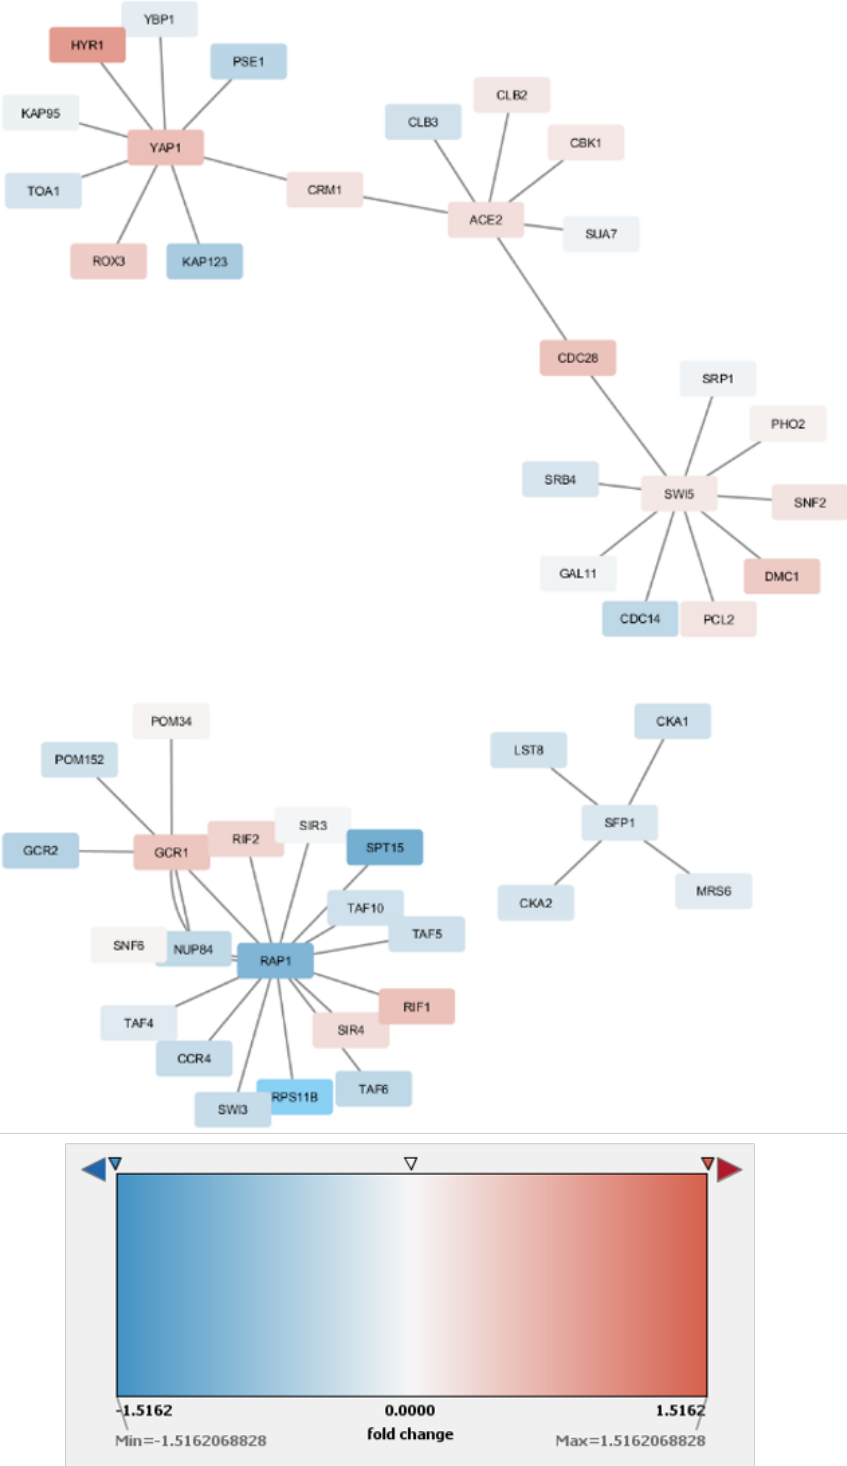 YBP1
HYR1
PSE1
KAP95
YAP1
TOA1
ROX3
KAP123
CRM1
CLB2
CLB3
CBK1
ACE2
SUA7
CDC28
SRP1
PHO2
SRB4
SWI5
SNF2
GAL11
DMC1
CDC14
PCL2
POM34
POM152
GCR2
GCR1
RIF2
SIR3
SPT15
TAF10
TAF5
SNF6
NUP84
RAP1
RIF1
TAF4
SIR4
CCR4
TAF6
RPS11B
SWI3
CKA1
LST8
SFP1
MRS6
CKA2
-1.5162
0.0000
1.5162
fold change
Min=-1.5162068828
Max=1.5162068828